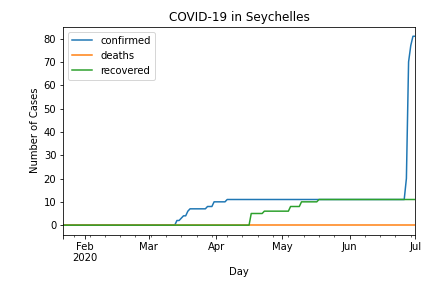 COVID-19 in Seychelles
confirmed
deaths
recovered
Number of Cases
80
70
60
50
40
30
20
10
0
Feb
2020
Mar
Apr
May
Jun
Jul
Day